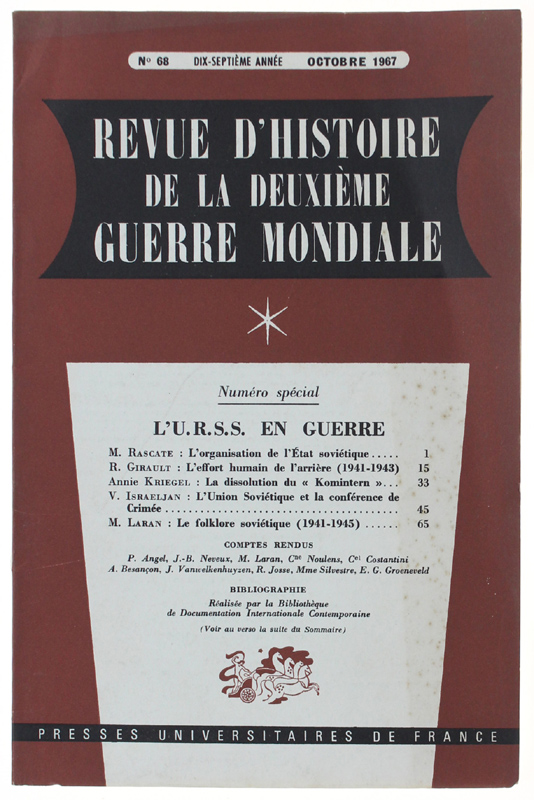 N° 68 DIX-SEPTIÈME ANNÉE OCTOBRE 1967
REVUE D'HISTOIRE
DE LA DEUXIÈME
GUERRE MONDIALE
Numéro spécial
L'U.R.S.S. EN GUERRE
M. RASCATE : L'organisation de l'État soviétique ..... 1
R. GIRAULT : L'effort humain de l'arrière (1941-1943) 15
Annie KRIEGEL : La dissolution du « Komintern »... 33
V. ISRAELJAN : L'Union Soviétique et la conférence de
Crimée ........................................ 45
M. LARAN : Le folklore soviétique (1941-1945) ...... 65
COMPTES RENDUS
P. Angel, J.-B. Neveux, M. Laran, Cne Noulens, Cel Costantini
A. Besançon, J. Vanwelkenhuyzen, R. Josse, Mme Silvestre, E. G. Groeneveld
BIBLIOGRAPHIE
Réalisée par la Bibliothèque
de Documentation Internationale Contemporaine
(Voir au verso la suite du Sommaire)
PRESSES UNIVERSITAIRES DE FRANCE